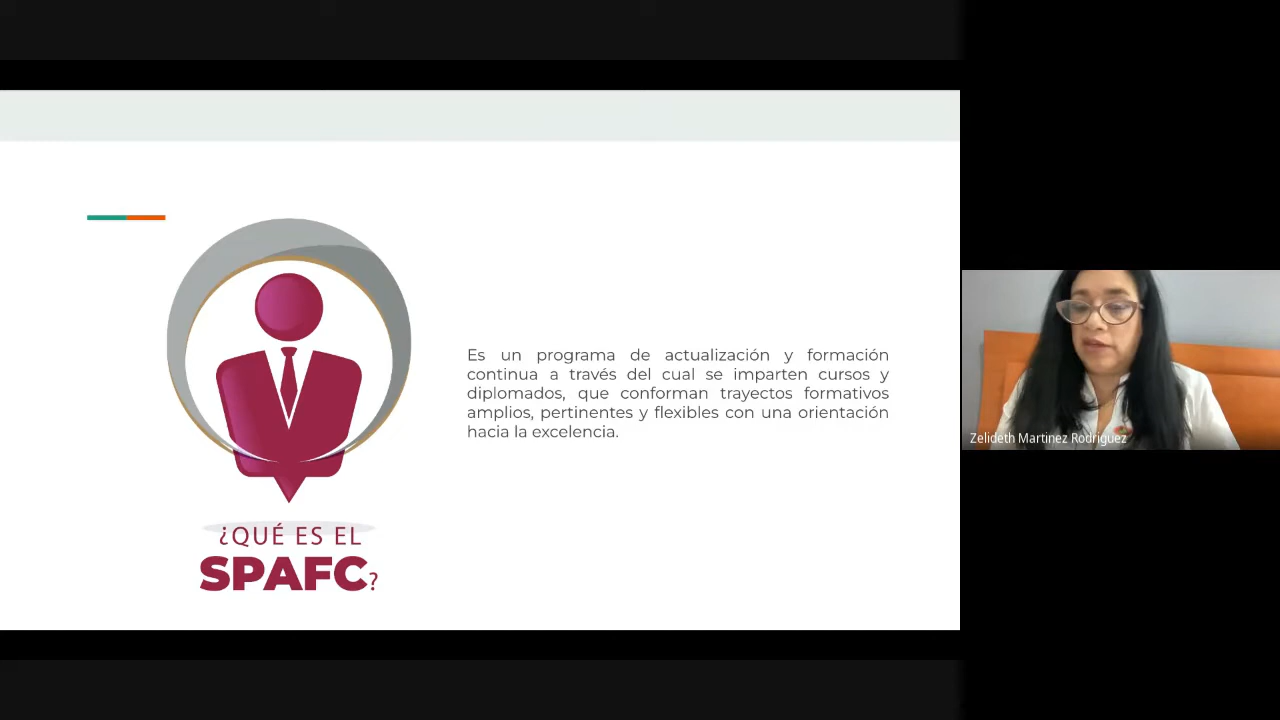 Es un programa de actualización y formación
continua a través del cual se imparten cursos y
diplomados, que conforman trayectos formativos
amplios, pertinentes y flexibles con una orientación
hacia la excelencia.
¿QUÉ ES EL
SPAFC?
Zelideth Martinez Rodriguez